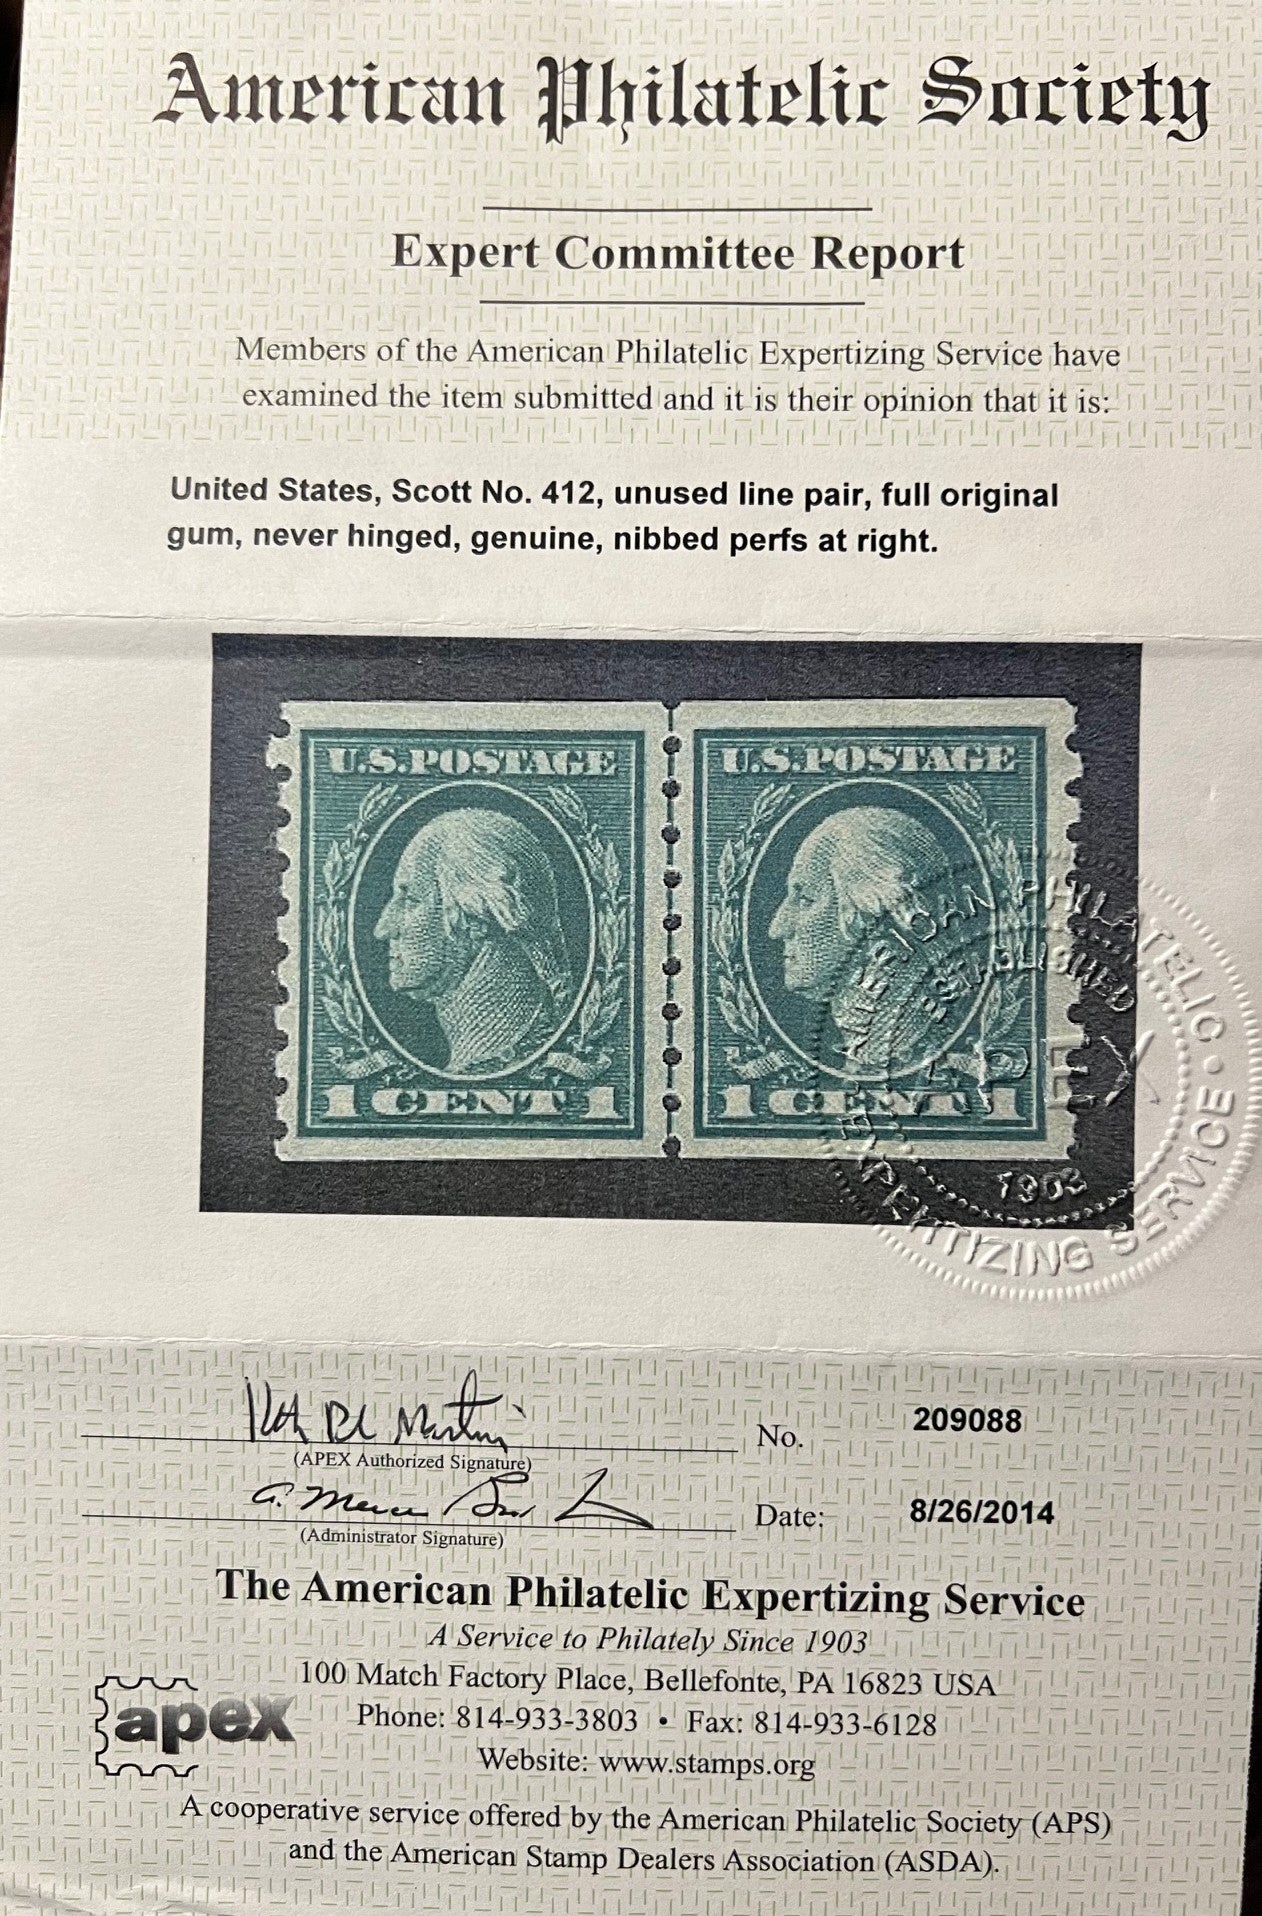 American Philatelic Society
Expert Committee Report
Members of the American Philatelic Expertizing Service have
examined the item submitted and it is their opinion that it is:
United States, Scott No. 412, unused line pair, full original
gum, never hinged, genuine, nibbed perfs at right.
U.S.POSTAGE
1 CENT 1
U.S.POSTAGE
1 CENT 1
AMERICAN PHILATELIC
ESTABLISHED
APEX
1903
EXPERTIZING SERVICE
No. 209088
(APEX Authorized Signature)
Date: 8/26/2014
(Administrator Signature)
The American Philatelic Expertizing Service
A Service to Philately Since 1903
100 Match Factory Place, Bellefonte, PA 16823 USA
apex
Phone: 814-933-3803 • Fax: 814-933-6128
Website: www.stamps.org
A cooperative service offered by the American Philatelic Society (APS)
and the American Stamp Dealers Association (ASDA).